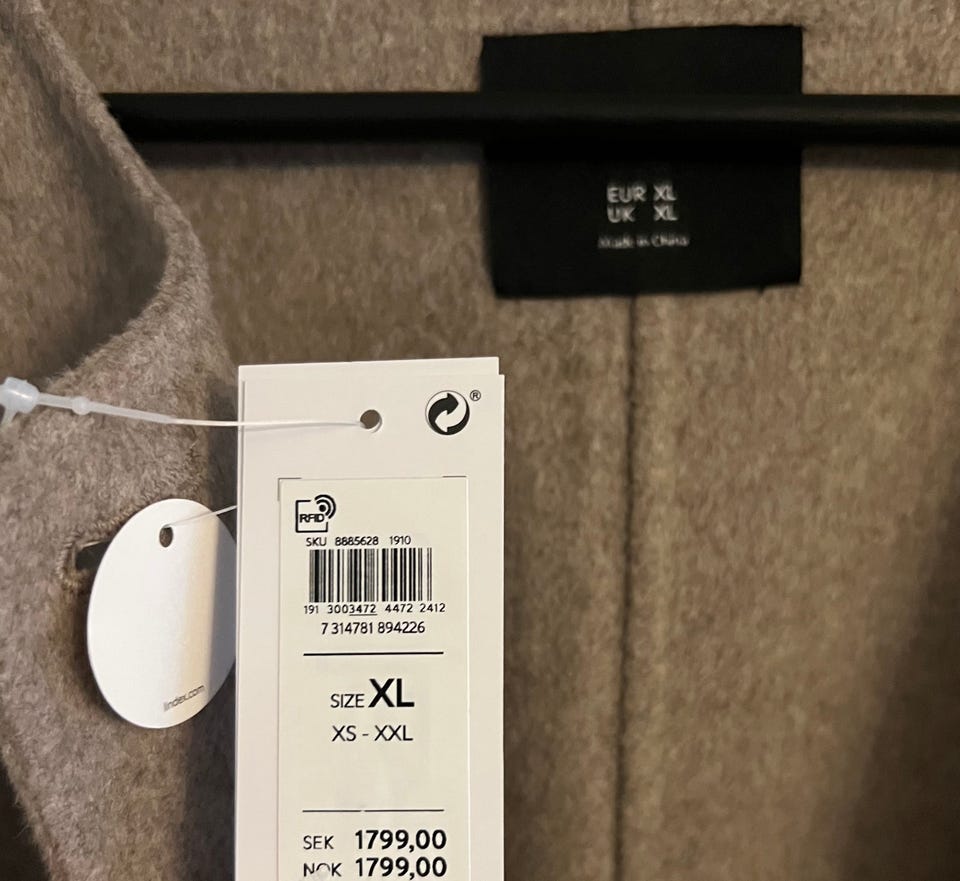 EUR XL
UK XL
Made in China
®
RFID
SKU 8885628 1910
191 3003472 4472 2412
7 314781 894226
SIZE XL
XS - XXL
SEK 1799,00
NOK 1799,00
lindex.com